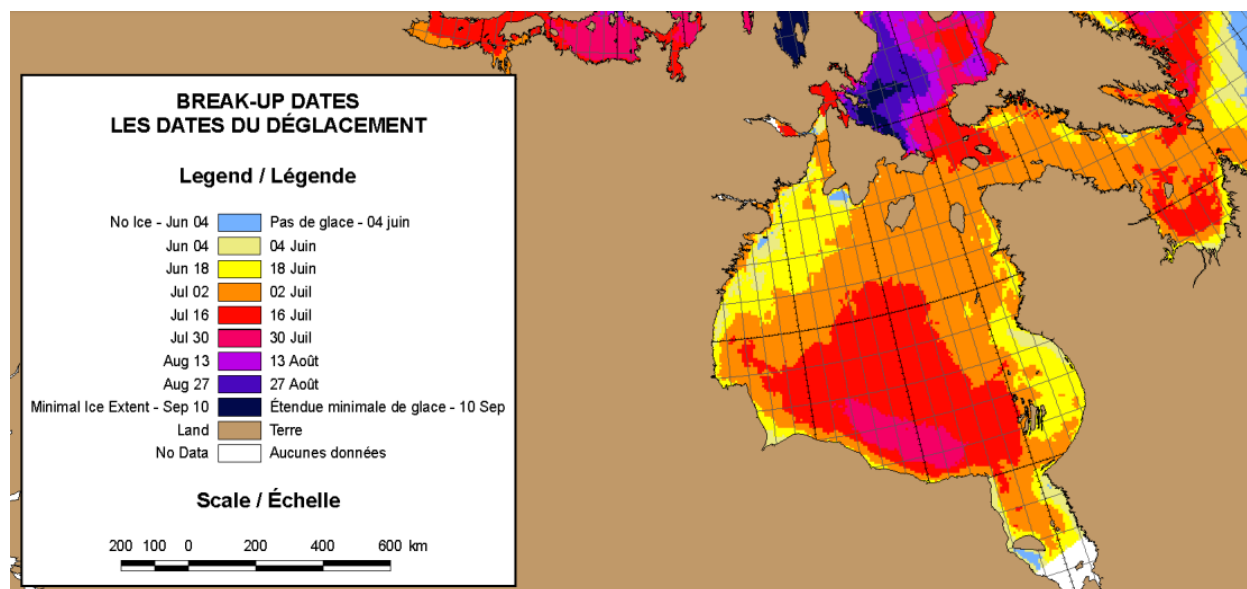 BREAK-UP DATES
LES DATES DU DÉGLACEMENT
Legend / Légende
No Ice - Jun 04 Pas de glace - 04 juin
Jun 04 04 Juin
Jun 18 18 Juin
Jul 02 02 Juil
Jul 16 16 Juil
Jul 30 30 Juil
Aug 13 13 Août
Aug 27 27 Août
Minimal Ice Extent - Sep 10 Étendue minimale de glace - 10 Sep
Land Terre
No Data Aucunes données
Scale / Échelle
200 100 0 200 400 600 km